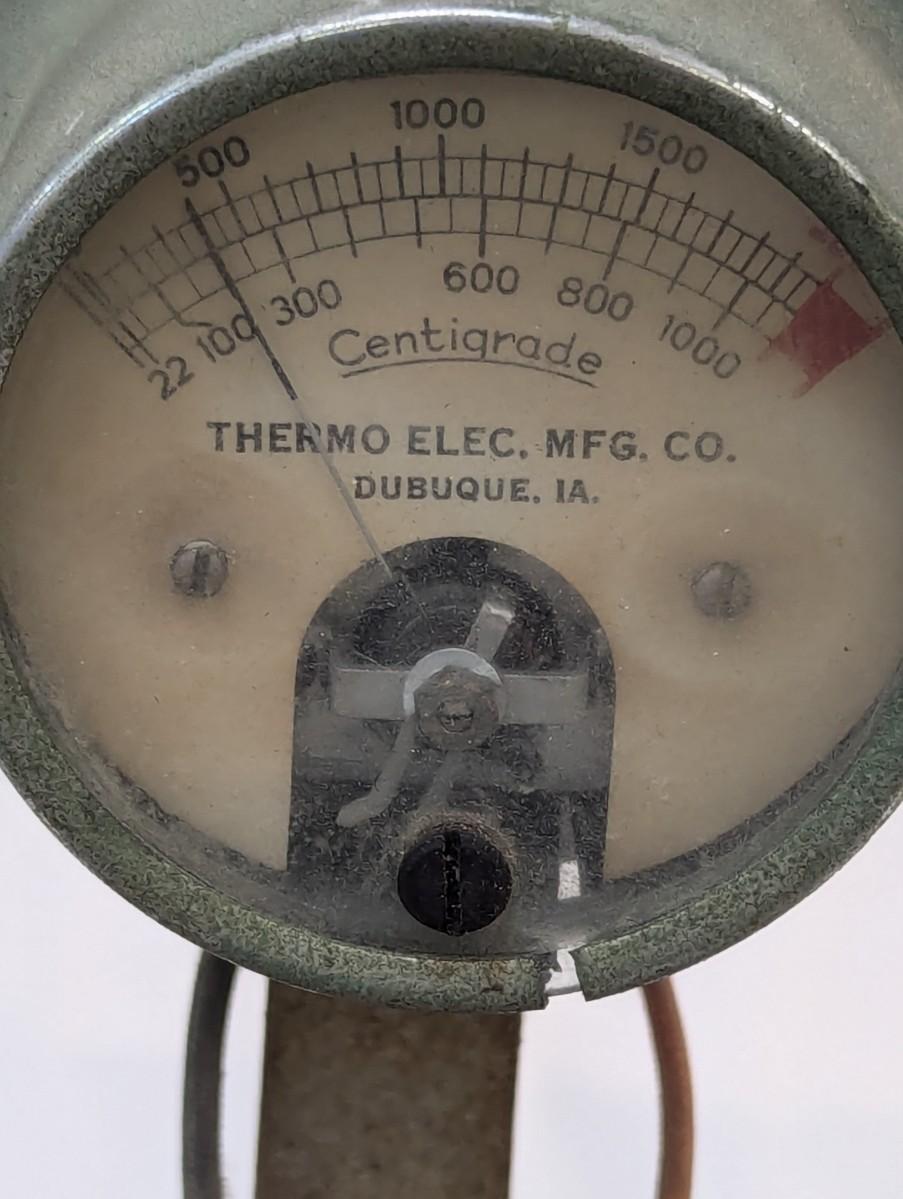 500 1000 1500
22 100 300 600 800 1000
Centigrade
THERMO ELEC. MFG. CO.
DUBUQUE. IA.